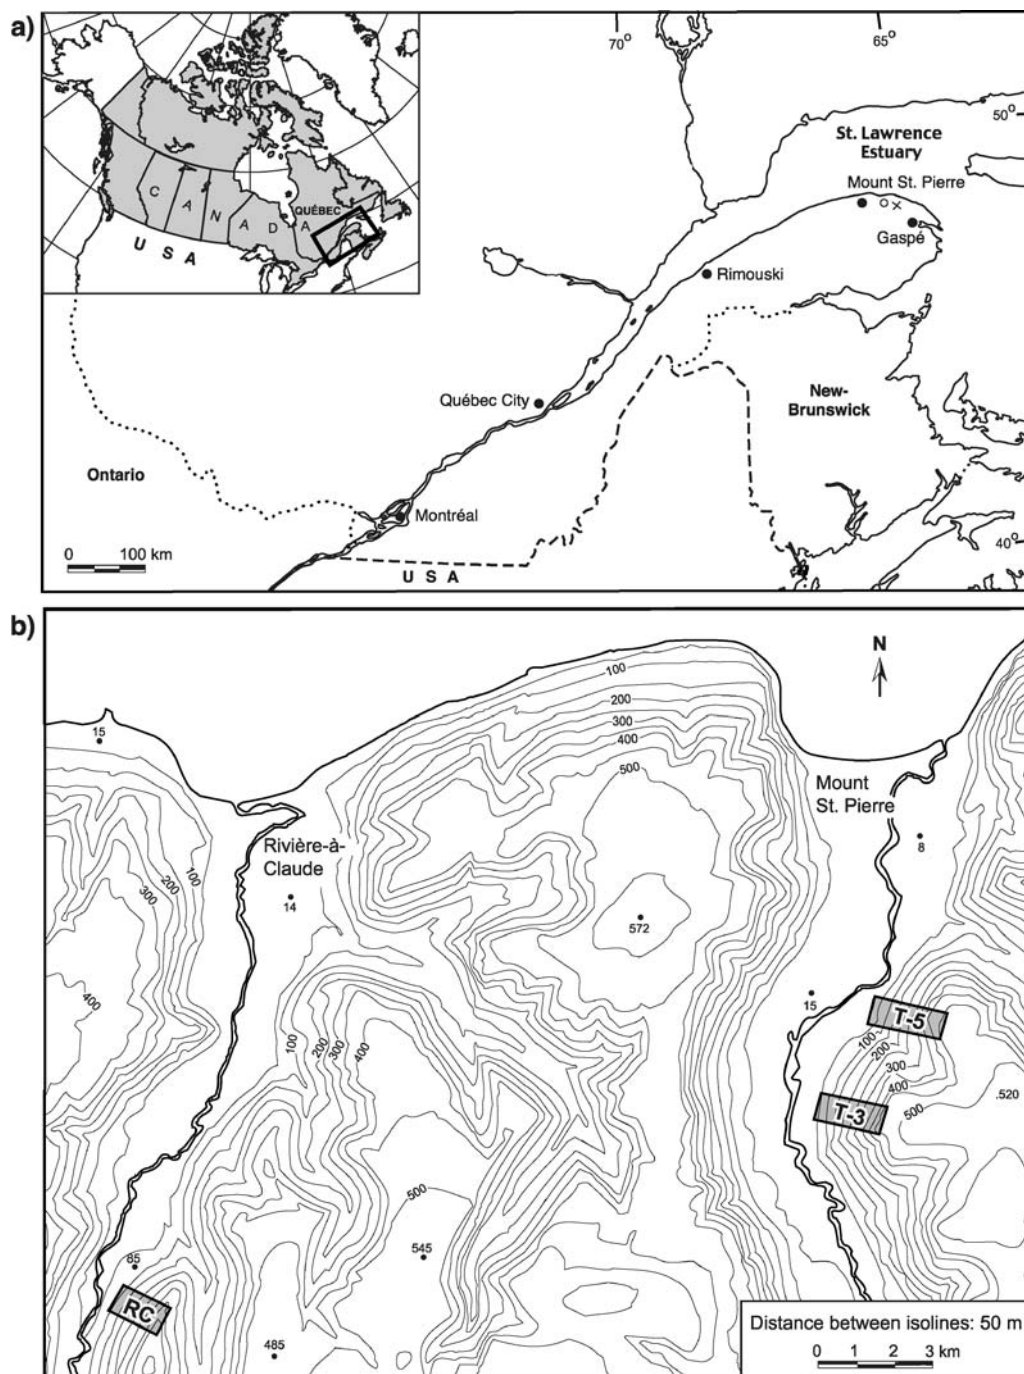 a)
70°
65°
50°
St. Lawrence
Estuary
Mount St. Pierre
Gaspé
Rimouski
C A N A D A
QUÉBEC
U S A
Québec City
New-
Brunswick
Ontario
Montréal
0 100 km
U S A
40°
b)
N
100
200
300
400
500
15
Mount
St. Pierre
Rivière-à-
Claude
8
100
200
300
14
572
400
15
T-5
100
200
300
400
500
.520
T-3
100
200
300
400
500
545
85
RC
485
Distance between isolines: 50 m
0 1 2 3 km